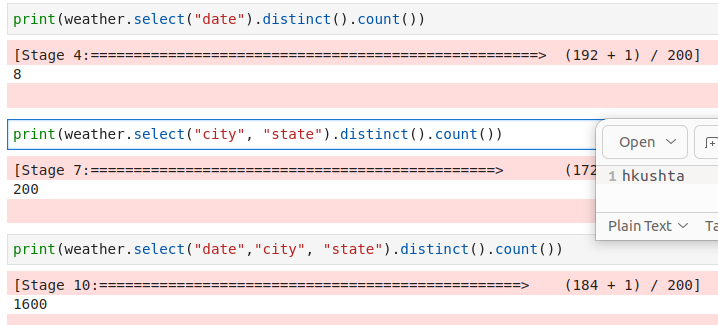 print(weather.select("date").distinct().count())
[Stage 4:===================================================>  (192 + 1) / 200]
8
print(weather.select("city", "state").distinct().count())
[Stage 7:==============================================>       (172
200
Open
1 hkushta
Plain Text
Ta
print(weather.select("date","city", "state").distinct().count())
[Stage 10:================================================>    (184 + 1) / 200]
1600